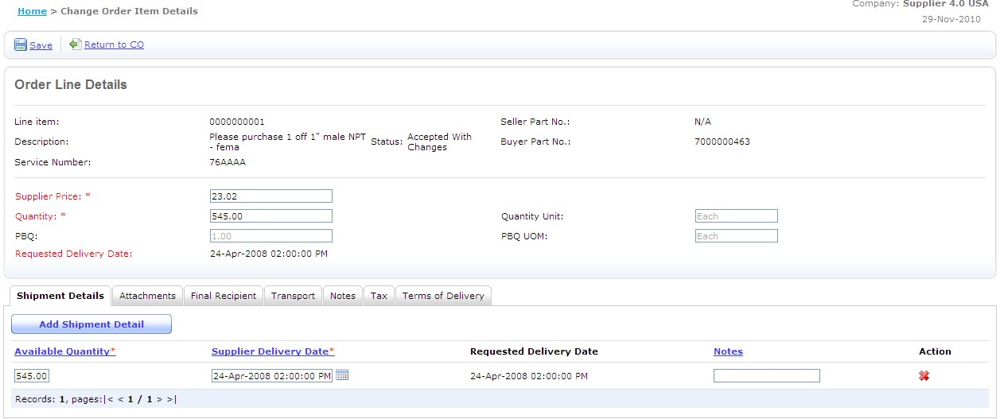 Company: Supplier 4.0 USA
Home > Change Order Item Details
29-Nov-2010
Save Return to CO
Order Line Details
Line item: 0000000001 Seller Part No.: N/A
Description: Please purchase 1 off 1" male NPT - fema Status: Accepted With Changes Buyer Part No.: 7000000463
Service Number: 76AAAA
Supplier Price: * 23.02
Quantity: * 545.00 Quantity Unit: Each
PBQ: 1.00 PBQ UOM: Each
Requested Delivery Date: 24-Apr-2008 02:00:00 PM
Shipment Details Attachments Final Recipient Transport Notes Tax Terms of Delivery
Add Shipment Detail
Available Quantity* Supplier Delivery Date* Requested Delivery Date Notes Action
545.00 24-Apr-2008 02:00:00 PM 24-Apr-2008 02:00:00 PM
Records: 1, pages:|< < 1 / 1 > >|